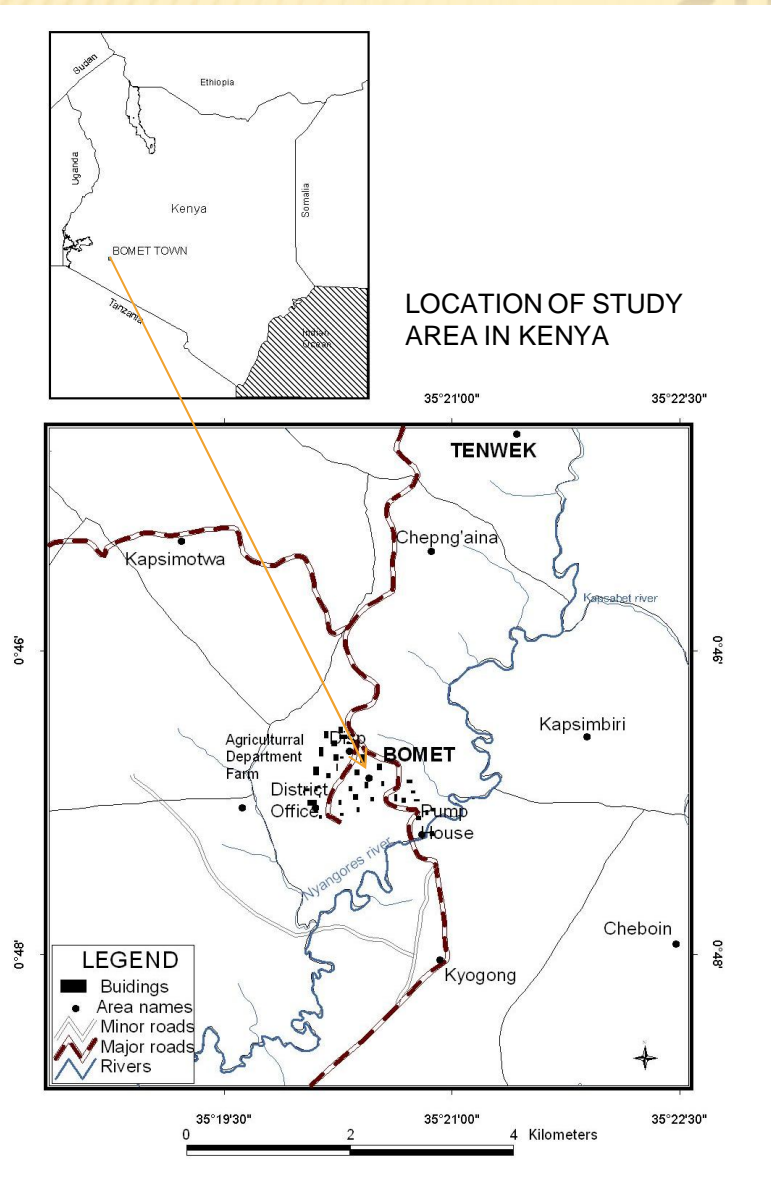 Sudan
Ethiopia
Uganda
Kenya
Somalia
BOMET TOWN
Tanzania
Indian
Ocean
LOCATION OF STUDY
AREA IN KENYA
35°21'00" 35°22'30"
TENWEK
Chepng'aina
Kapsimotwa
Kapsabet river
0°46' 0°46'
Kapsimbiri
Agriculturral
Department
Farm
Disp
BOMET
District
Office
Pump
House
Nyangores river
Cheboin
0°48' 0°48'
Kyogong
LEGEND
Buidings
Area names
Minor roads
Major roads
Rivers
35°19'30" 35°21'00" 35°22'30"
0 2 4 Kilometers